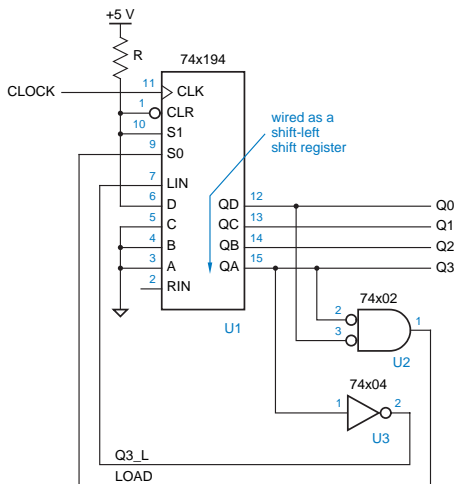 +5 V
R
74x194
CLOCK
11
CLK
1
CLR
10
S1
9
S0
wired as a
shift-left
shift register
7
LIN
6
D
QD
12
Q0
5
C
QC
13
Q1
4
B
QB
14
Q2
3
A
QA
15
Q3
2
RIN
U1
74x02
2
3
1
U2
74x04
1
2
U3
Q3_L
LOAD